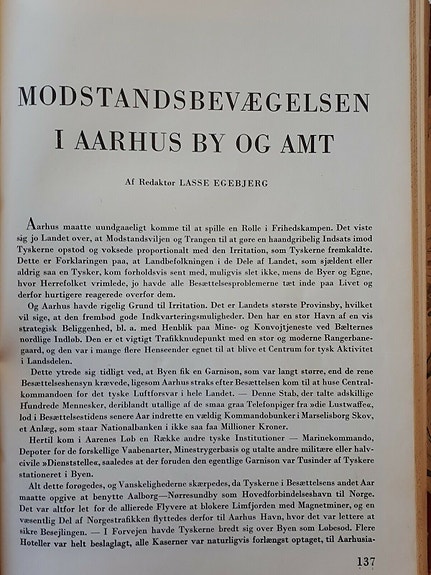 MODSTANDSBEVÆGELSEN
I AARHUS BY OG AMT
Af Redaktør LASSE EGEBJERG
Aarhus maatte uundgaaeligt komme til at spille en Rolle i Frihedskampen. Det viste
sig jo Landet over, at Modstandsviljen og Trangen til at gøre en haandgribelig Indsats imod
Tyskerne opstod og voksede proportionalt med den Irritation, som Tyskerne fremkaldte.
Dette er Forklaringen paa, at Landbefolkningen i de Dele af Landet, som sjældent eller
aldrig saa en Tysker, kom forholdsvis sent med, muligvis slet ikke, mens de Byer og Egne,
hvor Herrefolket vrimlede, jo havde alle Besættelsesproblemerne tæt inde paa Livet og
derfor hurtigere reagerede overfor dem.
Og Aarhus havde rigelig Grund til Irritation. Det er Landets største Provinsby, hvilket
vil sige, at den frembød gode Indkvarteringsmuligheder. Den har en stor Havn af en vis
strategisk Beliggenhed, bl. a. med Henblik paa Mine- og Konvojtjeneste ved Bælternes
nordlige Indløb. Den er et vigtigt Trafikknudepunkt med en stor og moderne Rangerbane-
gaard, og den var i mange flere Henseender egnet til at blive et Centrum for tysk Aktivitet
i Landsdelen.
Dette ytrede sig tidligt ved, at Byen fik en Garnison, som var langt større, end de rene
Besættelseshensyn krævede, ligesom Aarhus straks efter Besættelsen kom til at huse Central-
kommandoen for det tyske Luftforsvar i hele Landet. — Denne Stab, der talte adskillige
Hundrede Mennesker, deriblandt utallige af de smaa graa Telefonpiger fra »die Lustwaffe«,
lod i Besættelsestidens senere Aar indrette en vældig Kommandobunker i Marselisborg Skov,
et Anlæg, som staar Nationalbanken i ikke saa faa Millioner Kroner.
Hertil kom i Aarenes Løb en Række andre tyske Institutioner — Marinekommando,
Depoter for de forskellige Vaabenarter, Minestrygerbasis og utalte andre militære eller halv-
civile »Dienststelle«, saaledes at der foruden den egentlige Garnison var Tusinder af Tyskere
stationeret i Byen.
Alt dette forøgedes, og Vanskelighederne skærpedes, da Tyskerne i Besættelsens andet Aar
maatte opgive at benytte Aalborg—Nørresundby som Hovedforbindelseshavn til Norge.
Det var altfor let for de allierede Flyvere at blokere Limfjorden med Magnetminer, og en
væsentlig Del af Norgestrafikken flyttedes derfor til Aarhus Havn, hvor det var lettere at
sikre Besejlingen. — I Forvejen havde Tyskerne bredt sig over Byen som Løbesod. Flere
Hoteller var helt beslaglagt, alle Kaserner var naturligvis forlængst optaget, til Aarhusia-
137